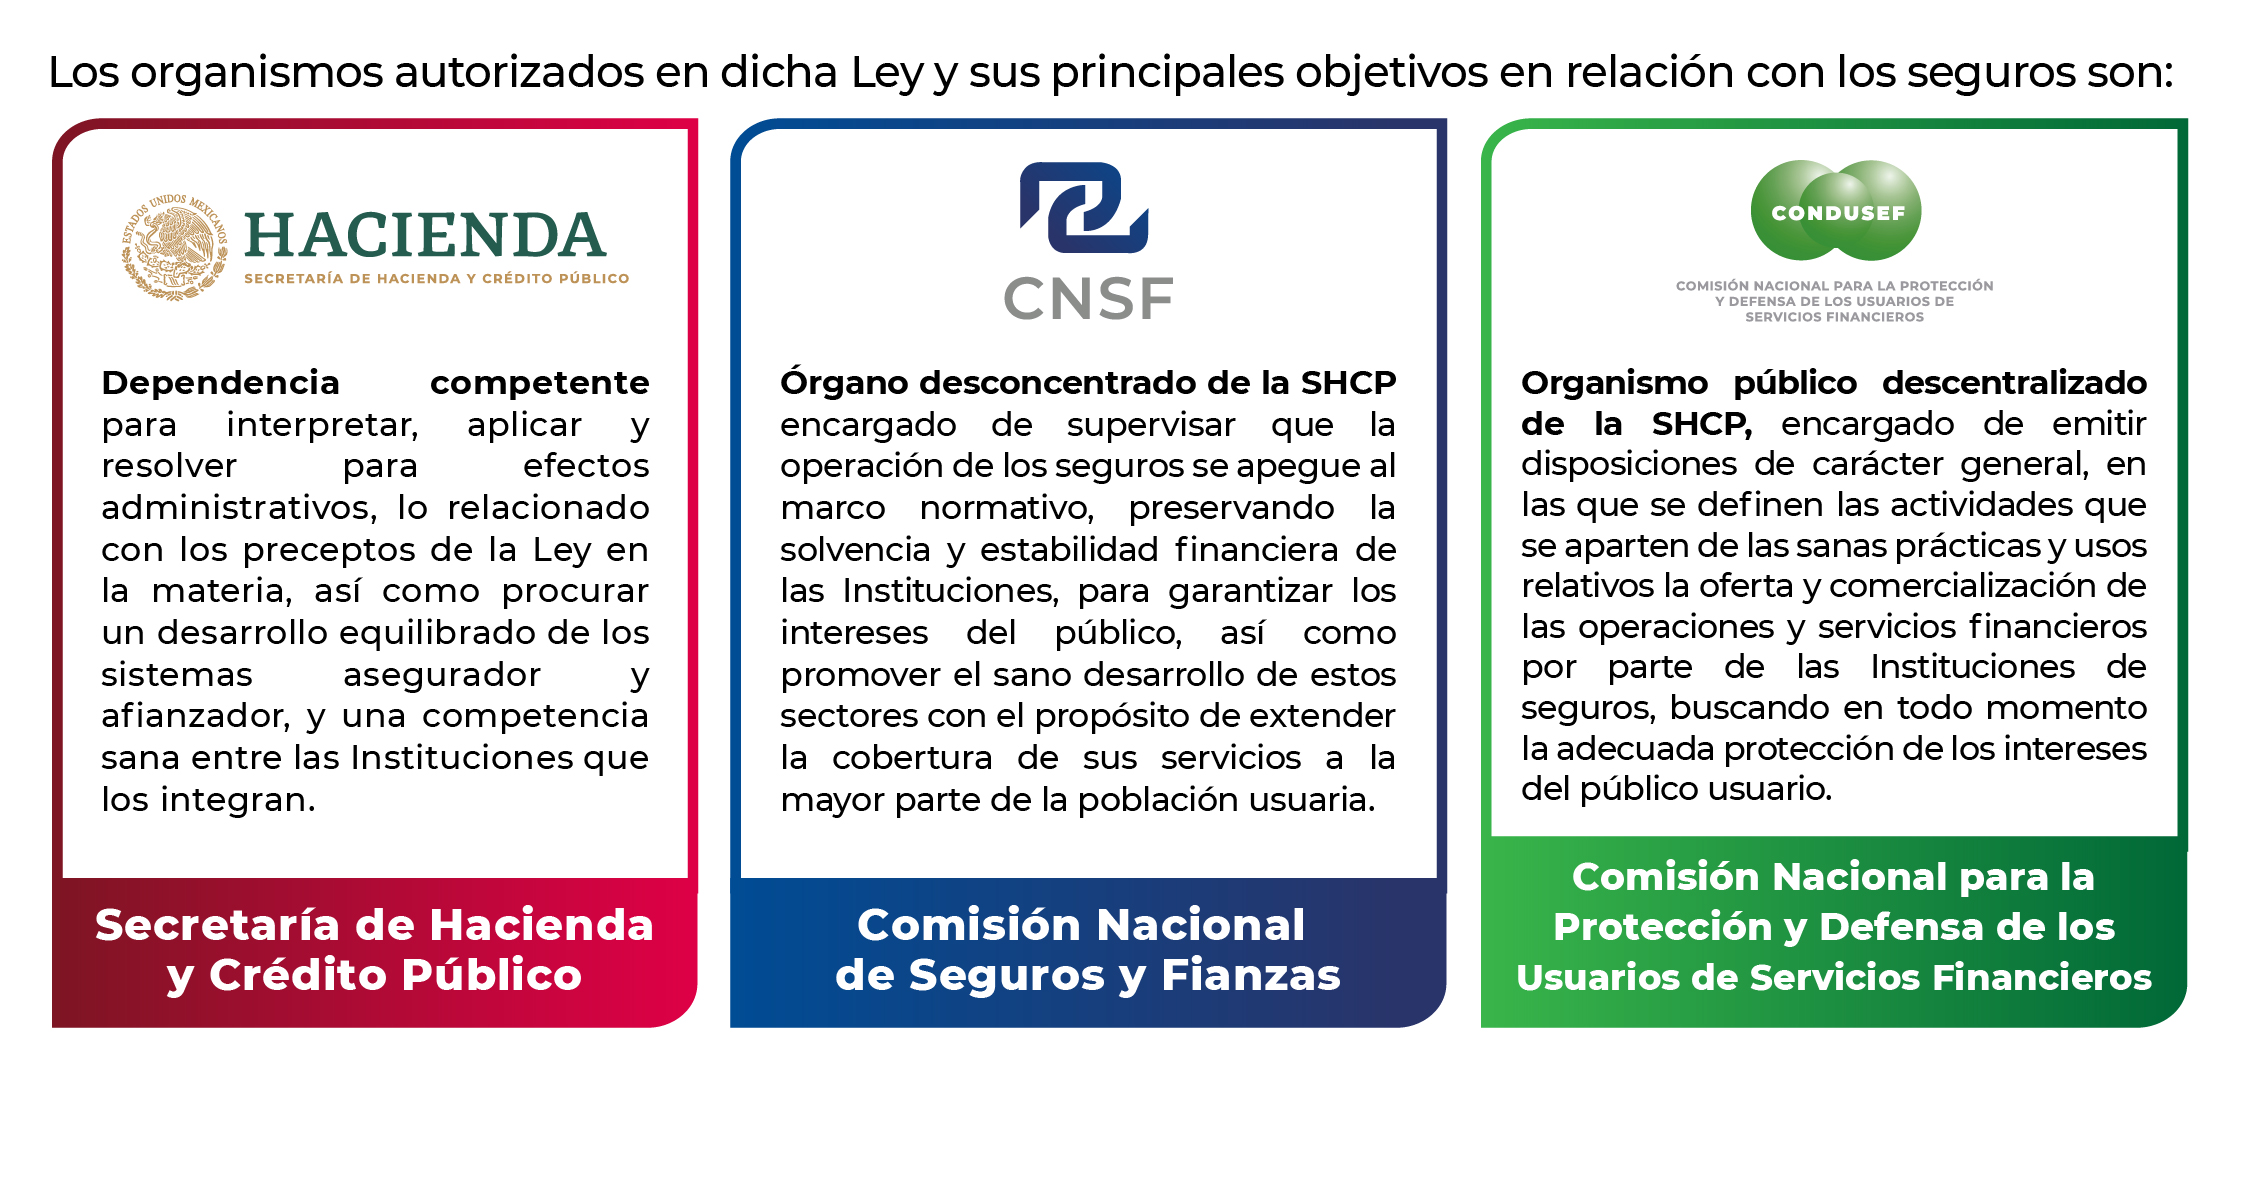 Los organismos autorizados en dicha Ley y sus principales objetivos en relación con los seguros son:
ESTADOS UNIDOS MEXICANOS
HACIENDA
SECRETARÍA DE HACIENDA Y CRÉDITO PÚBLICO
Dependencia competente
para interpretar, aplicar y
resolver para efectos
administrativos, lo relacionado
con los preceptos de la Ley en
la materia, así como procurar
un desarrollo equilibrado de los
sistemas asegurador y
afianzador, y una competencia
sana entre las Instituciones que
los integran.
Secretaría de Hacienda
y Crédito Público
CNSF
Órgano desconcentrado de la SHCP
encargado de supervisar que la
operación de los seguros se apegue al
marco normativo, preservando la
solvencia y estabilidad financiera de
las Instituciones, para garantizar los
intereses del público, así como
promover el sano desarrollo de estos
sectores con el propósito de extender
la cobertura de sus servicios a la
mayor parte de la población usuaria.
Comisión Nacional
de Seguros y Fianzas
CONDUSEF
COMISIÓN NACIONAL PARA LA PROTECCIÓN
Y DEFENSA DE LOS USUARIOS DE
SERVICIOS FINANCIEROS
Organismo público descentralizado
de la SHCP, encargado de emitir
disposiciones de carácter general, en
las que se definen las actividades que
se aparten de las sanas prácticas y usos
relativos la oferta y comercialización de
las operaciones y servicios financieros
por parte de las Instituciones de
seguros, buscando en todo momento
la adecuada protección de los intereses
del público usuario.
Comisión Nacional para la
Protección y Defensa de los
Usuarios de Servicios Financieros